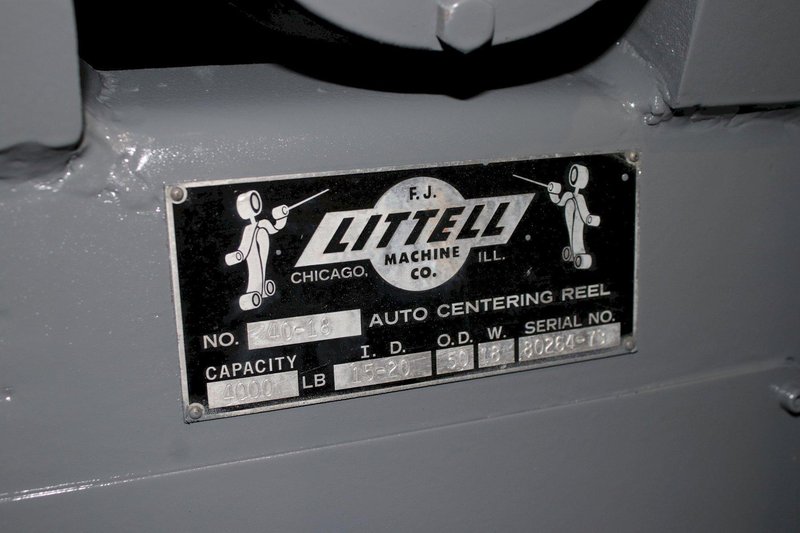 F. J.
LITTELL
MACHINE
CO.
CHICAGO, ILL.
AUTO CENTERING REEL
NO. 40-18
CAPACITY I. D. O.D. W. SERIAL NO.
4000 LB 15-20 50 18